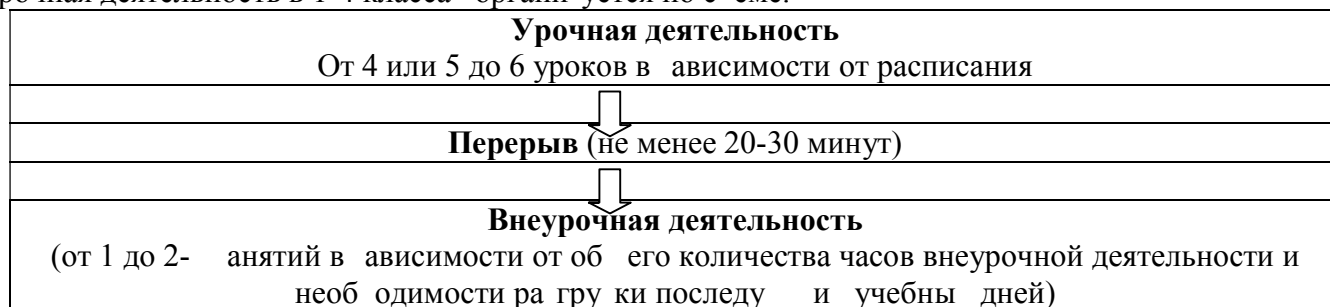 рочная деятельность в 1-4 класса органи уется по с еме:
Урочная деятельность
От 4 или 5 до 6 уроков в ависимости от расписания
Перерыв (не менее 20-30 минут)
Внеурочная деятельность
(от 1 до 2- анятий в ависимости от об его количества часов внеурочной деятельности и
необ одимости ра гру ки последу и учебны дней)